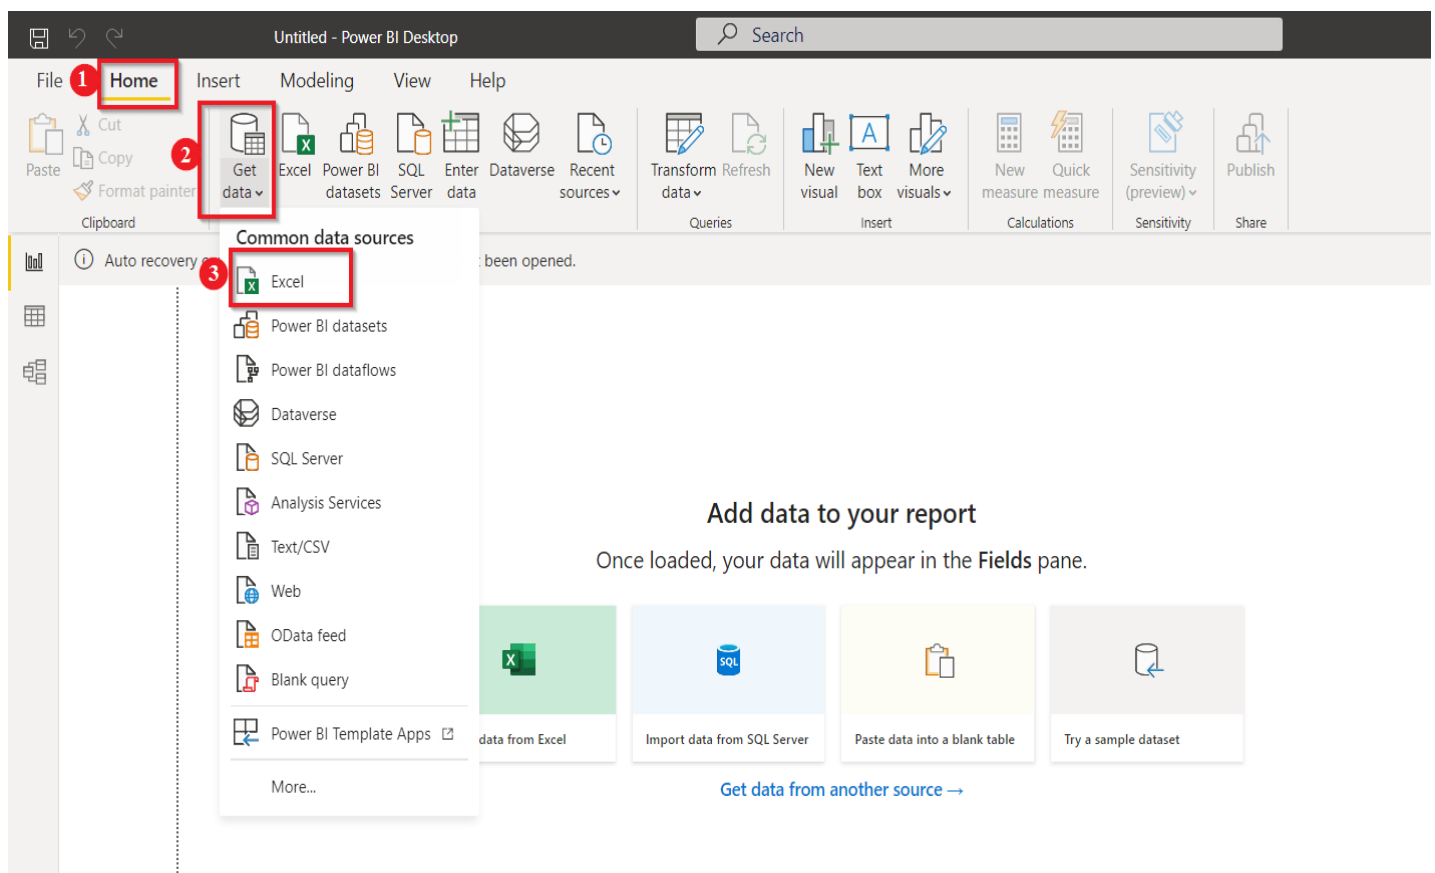 Untitled - Power BI Desktop
Search
File
1
Home
Insert
Modeling
View
Help
Paste
Cut
Copy
Format painter
Clipboard
2
Get data
Excel
Power BI datasets
SQL Server
Enter data
Dataverse
Recent sources
Transform data
Refresh
Queries
New visual
Text box
More visuals
Insert
New measure
Quick measure
Calculations
Sensitivity (preview)
Sensitivity
Publish
Share
Auto recovery
been opened.
Common data sources
3
Excel
Power BI datasets
Power BI dataflows
Dataverse
SQL Server
Analysis Services
Text/CSV
Web
OData feed
Blank query
Power BI Template Apps
More...
Add data to your report
Once loaded, your data will appear in the Fields pane.
data from Excel
SQL
Import data from SQL Server
Paste data into a blank table
Try a sample dataset
Get data from another source →